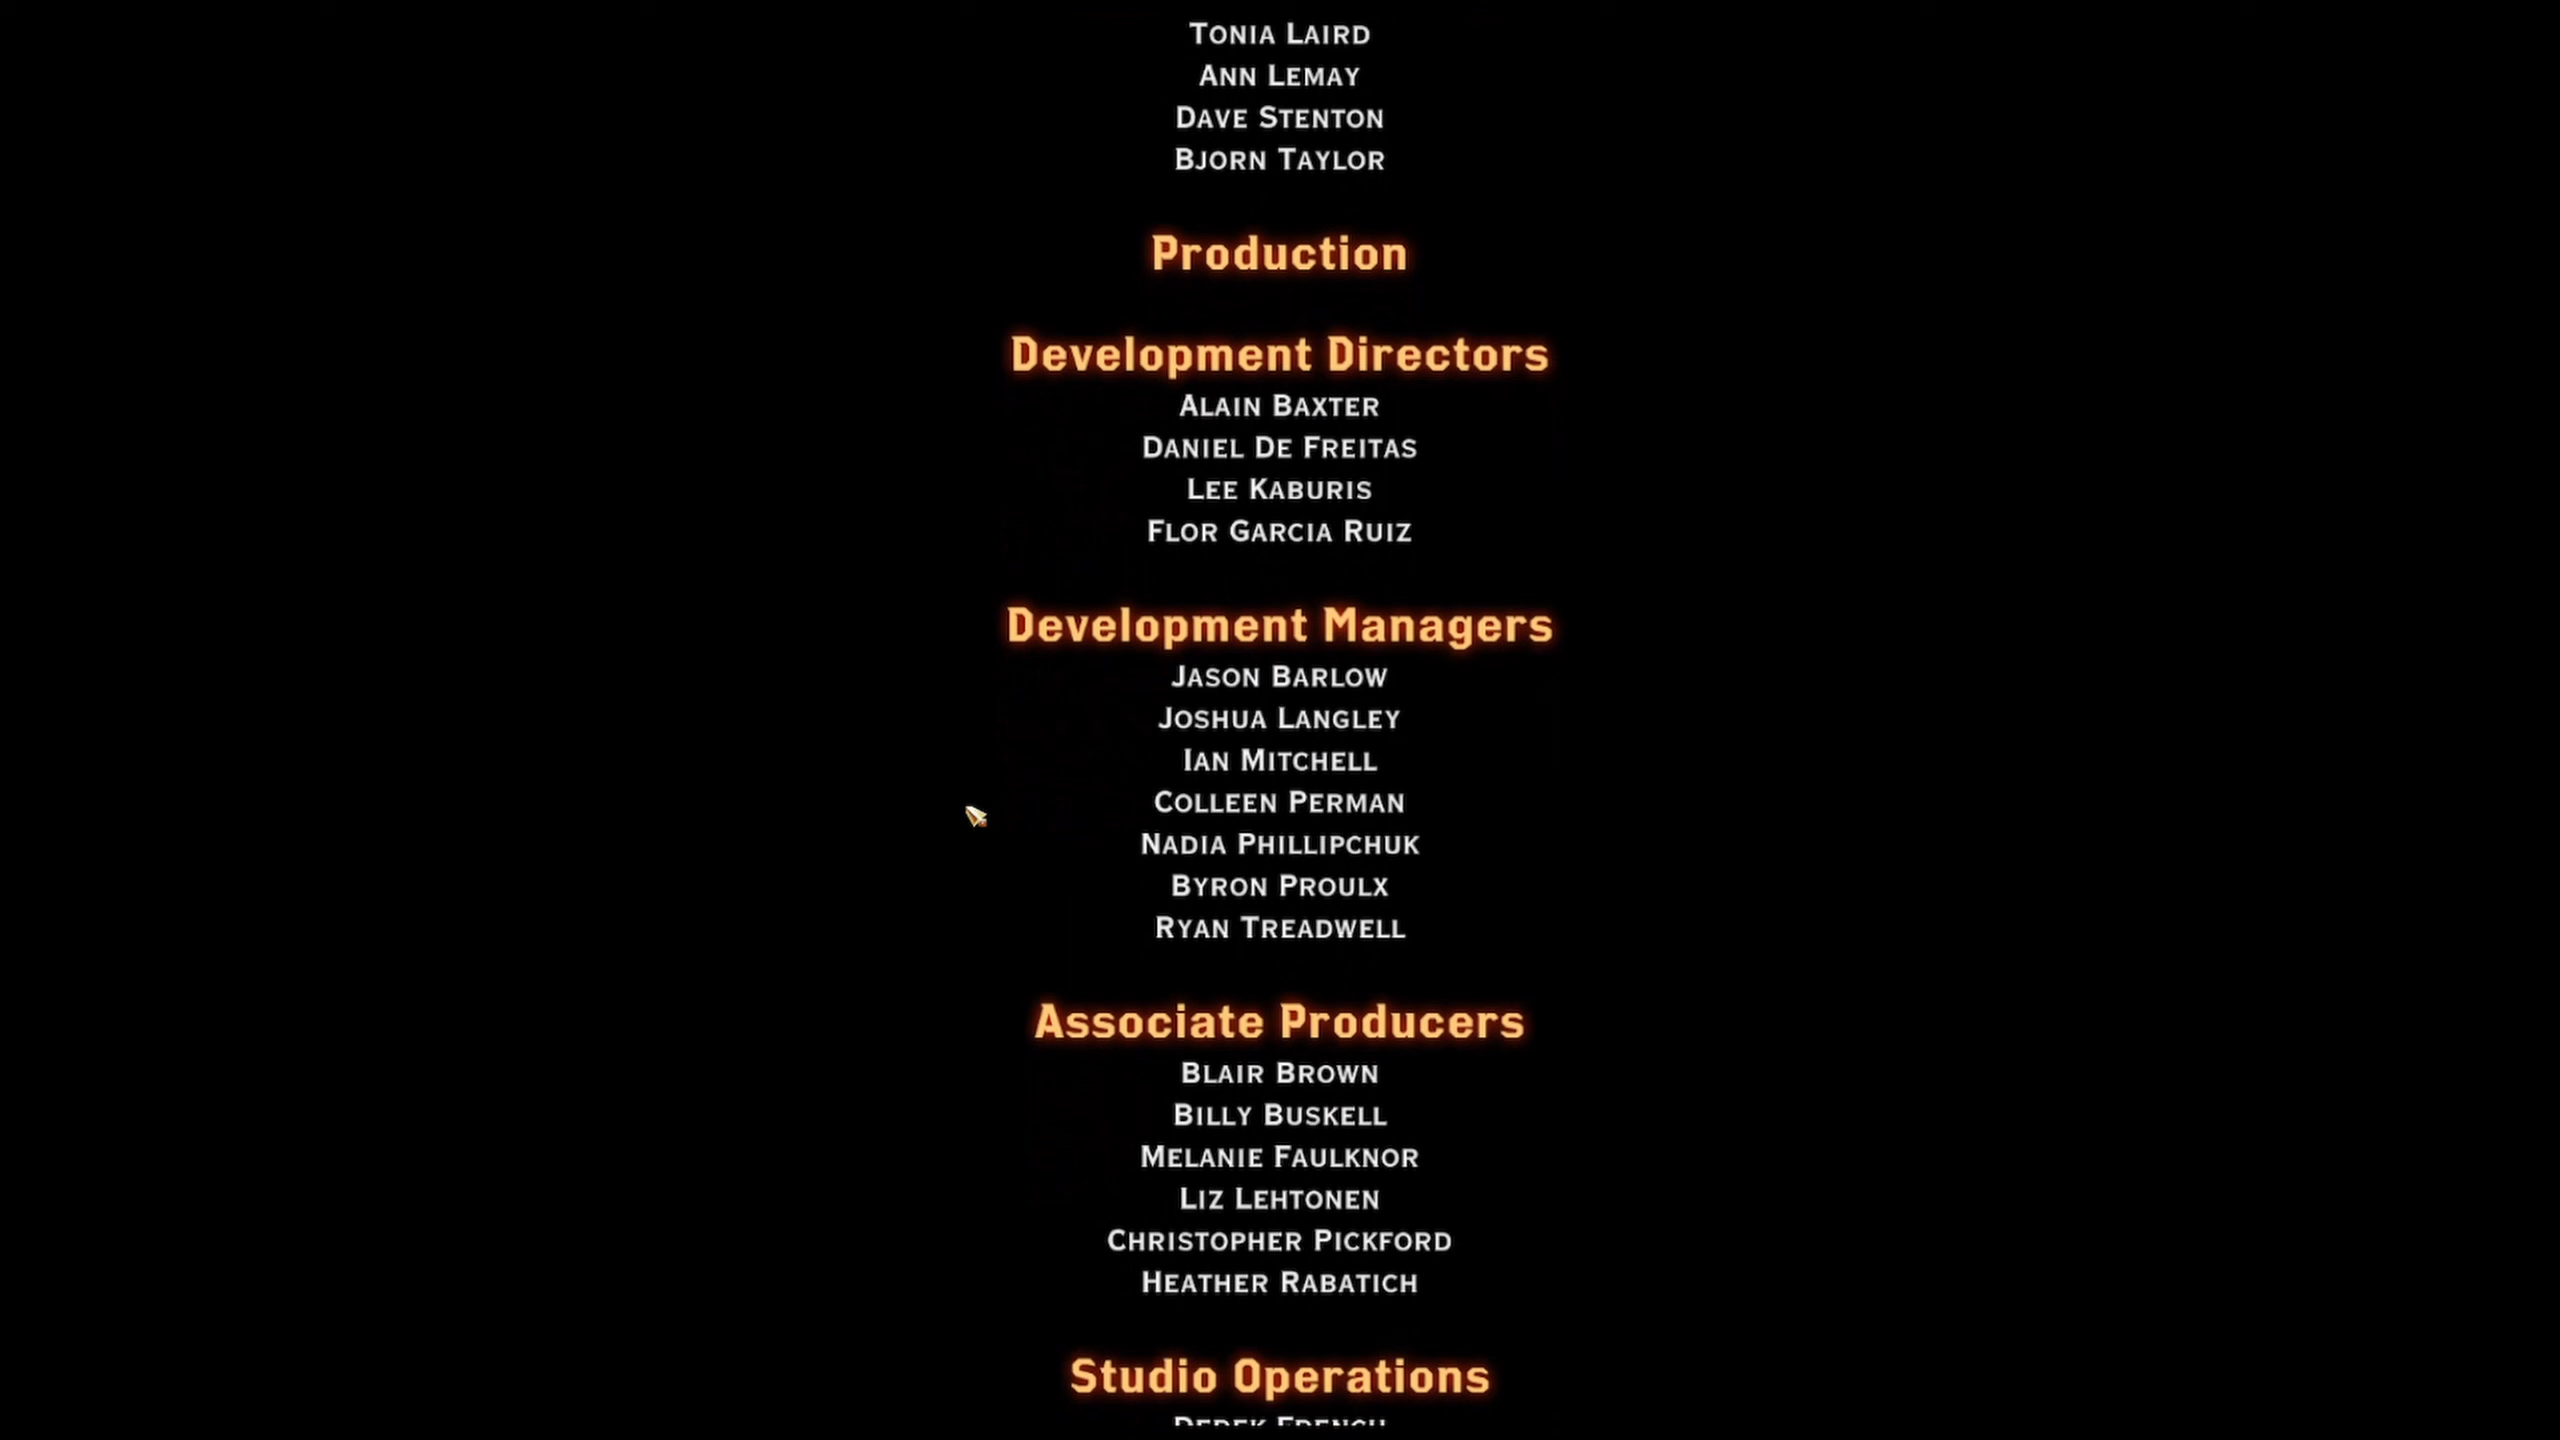 Tonia Laird
Ann Lemay
Dave Stenton
Bjorn Taylor
Production
Development Directors
Alain Baxter
Daniel De Freitas
Lee Kaburis
Flor Garcia Ruiz
Development Managers
Jason Barlow
Joshua Langley
Ian Mitchell
Colleen Perman
Nadia Phillipchuk
Byron Proulx
Ryan Treadwell
Associate Producers
Blair Brown
Billy Buskell
Melanie Faulknor
Liz Lehtonen
Christopher Pickford
Heather Rabatich
Studio Operations
Derek French